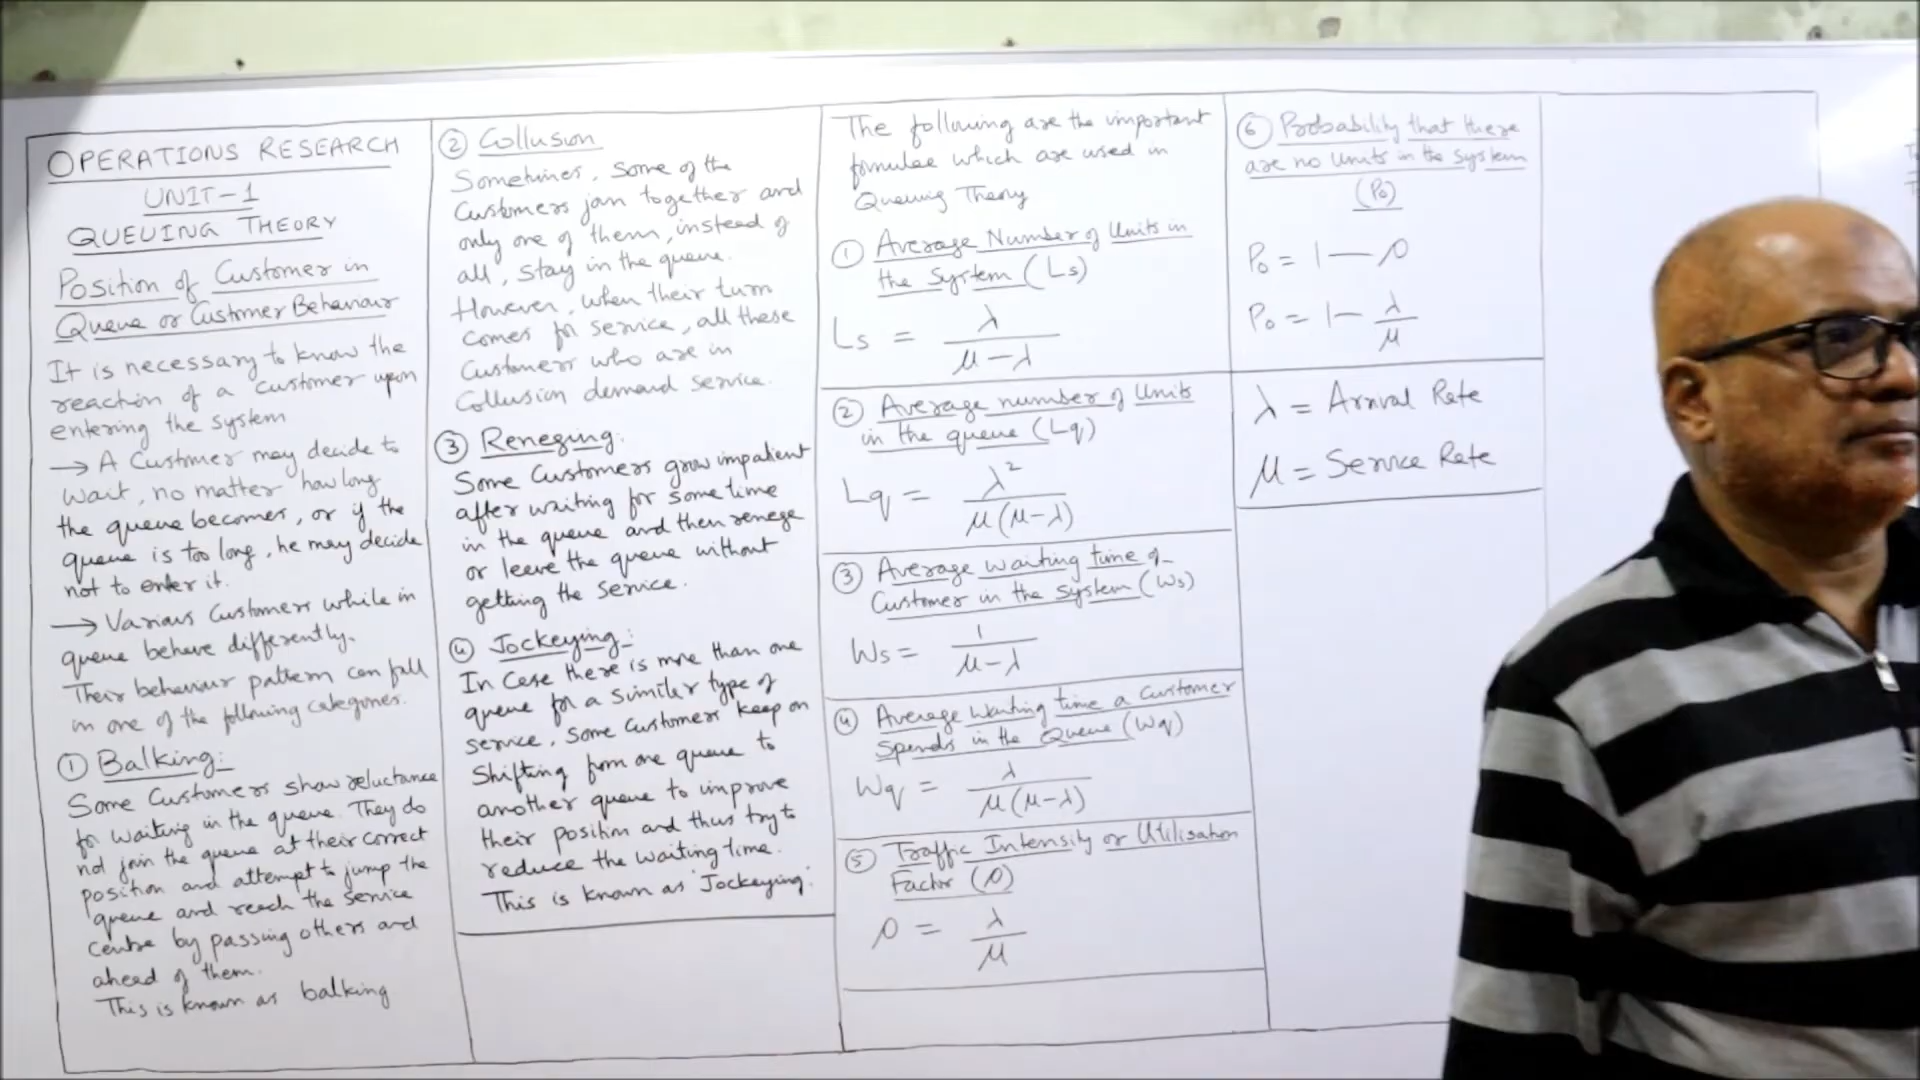 OPERATIONS RESEARCH
UNIT-1
QUEUING THEORY
Position of Customer in
Queue or Customer Behaviour
It is necessary to know the
reaction of a customer upon
entering the system
→ A Customer may decide to
wait, no matter how long
the queue becomes, or if the
queue is too long, he may decide
not to enter it.
→ Various Customers while in
queue behave differently.
Their behaviour pattern can fall
in one of the following categories.
① Balking:-
Some Customers show reluctance
for waiting in the queue. They do
not join the queue at their correct
position and attempt to jump the
queue and reach the service
centre by passing others and
ahead of them.
This is known as balking
② Collusion
Sometimes, Some of the
Customers join together and
only one of them, instead of
all, stay in the queue.
However, when their turn
comes for service, all these
Customers who are in
Collusion demand service.
③ Reneging:
Some Customers grow impatient
after waiting for some time
in the queue and then renege
or leave the queue without
getting the service.
④ Jockeying:-
In case there is more than one
queue for a similar type of
service, some customers keep on
shifting from one queue to
another queue to improve
their position and thus try to
reduce the waiting time.
This is known as 'Jockeying'.
The following are the important
formulae which are used in
Queuing Theory
① Average Number of Units in
the System (Ls)
Ls = λ / μ - λ
② Average number of Units
in the queue (Lq)
Lq = λ² / μ(μ-λ)
③ Average waiting time of
Customer in the system (Ws)
Ws = 1 / μ-λ
④ Average Waiting time a Customer
Spends in the Queue (Wq)
Wq = λ / μ(μ-λ)
⑤ Traffic Intensity or Utilisation
Factor (ρ)
ρ = λ / μ
⑥ Probability that there
are no Units in the System
(P₀)
P₀ = 1 - ρ
P₀ = 1 - λ / μ
λ = Arrival Rate
μ = Service Rate